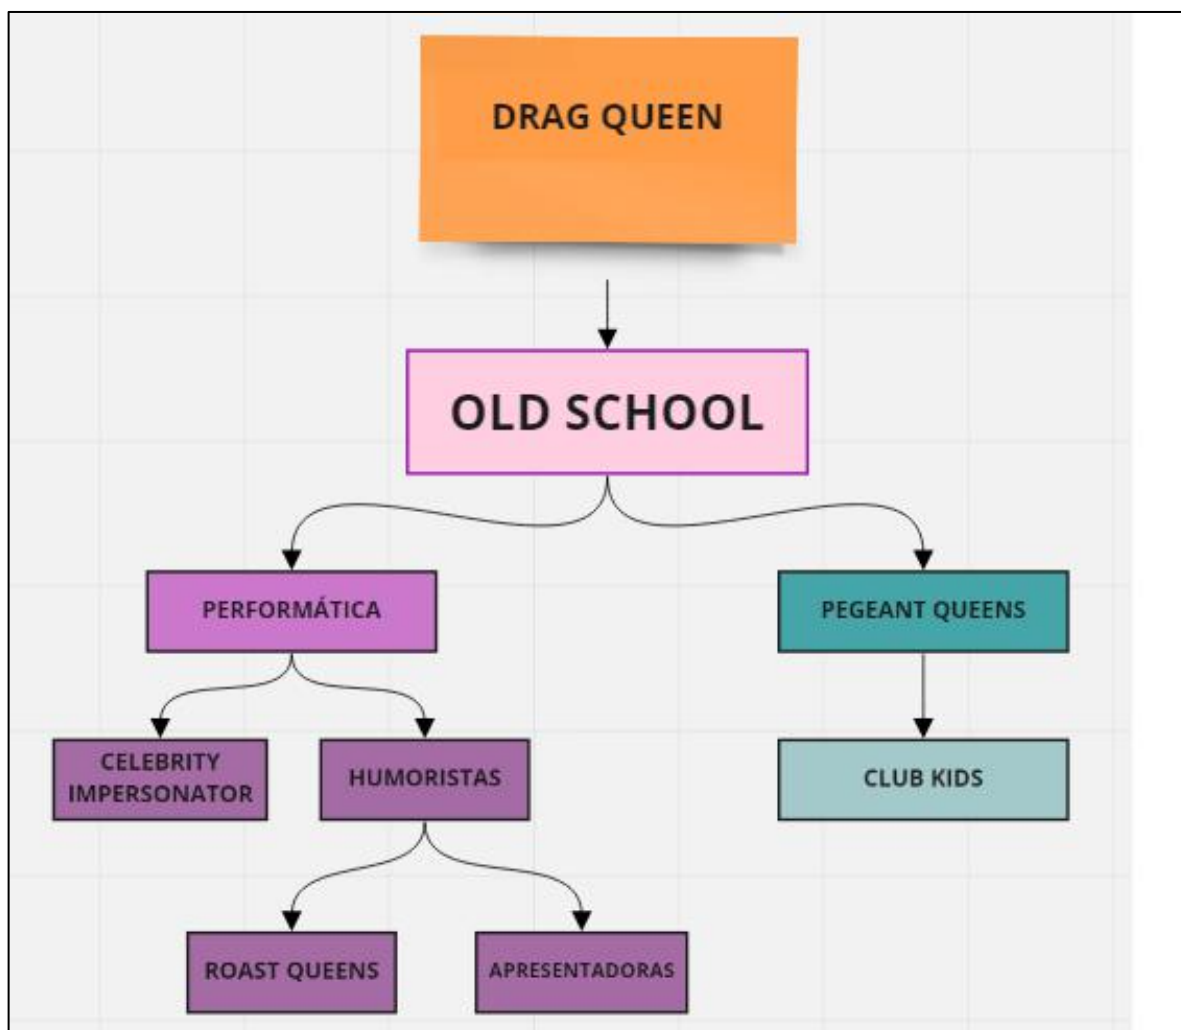 DRAG QUEEN
OLD SCHOOL
PERFORMÁTICA
PEGEANT QUEENS
CELEBRITY
IMPERSONATOR
HUMORISTAS
CLUB KIDS
ROAST QUEENS
APRESENTADORAS